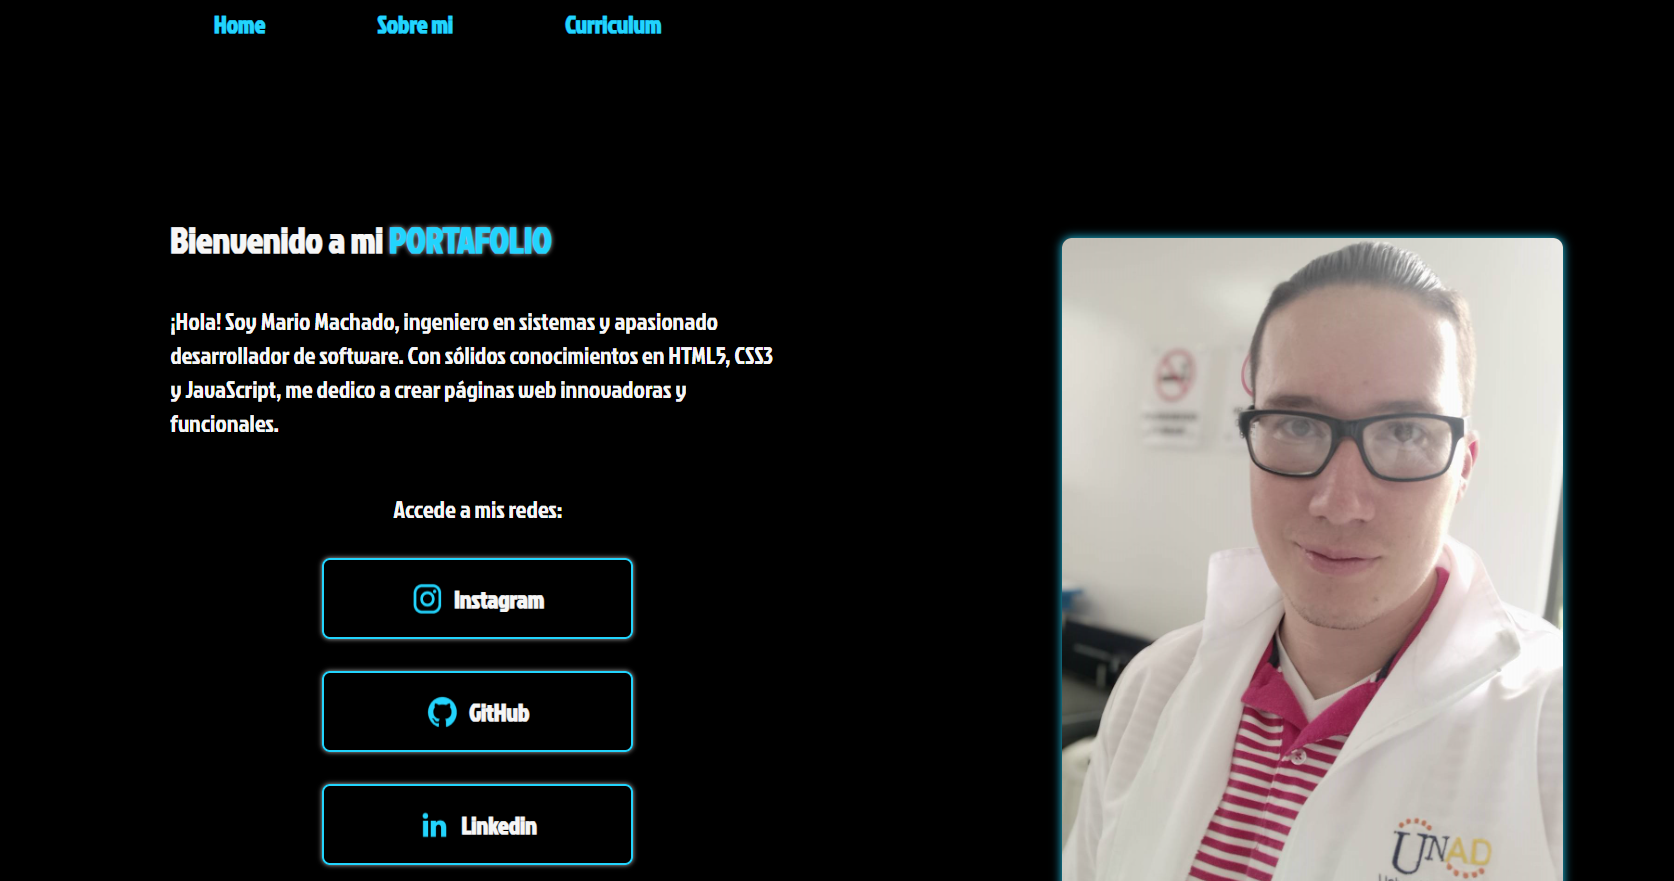 Home Sobre mi Curriculum
Bienvenido a mi PORTAFOLIO
¡Hola! Soy Mario Machado, ingeniero en sistemas y apasionado
desarrollador de software. Con sólidos conocimientos en HTML5, CSS3
y JavaScript, me dedico a crear páginas web innovadoras y
funcionales.
Accede a mis redes:
Instagram
GitHub
LinkedIn
UNAD